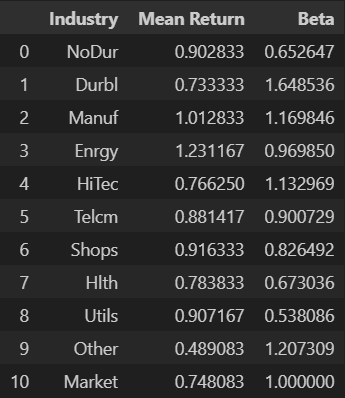 Industry Mean Return Beta
0 NoDur 0.902833 0.652647
1 Durbl 0.733333 1.648536
2 Manuf 1.012833 1.169846
3 Enrgy 1.231167 0.969850
4 HiTec 0.766250 1.132969
5 Telcm 0.881417 0.900729
6 Shops 0.916333 0.826492
7 Hlth 0.783833 0.673036
8 Utils 0.907167 0.538086
9 Other 0.489083 1.207309
10 Market 0.748083 1.000000